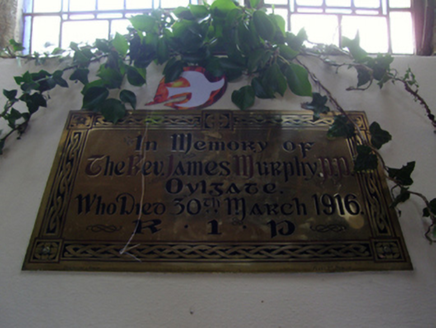 In Memory of
The Rev. James Murphy, P.P.
Oylgate.
Who Died 30th March 1916.
R · I · P